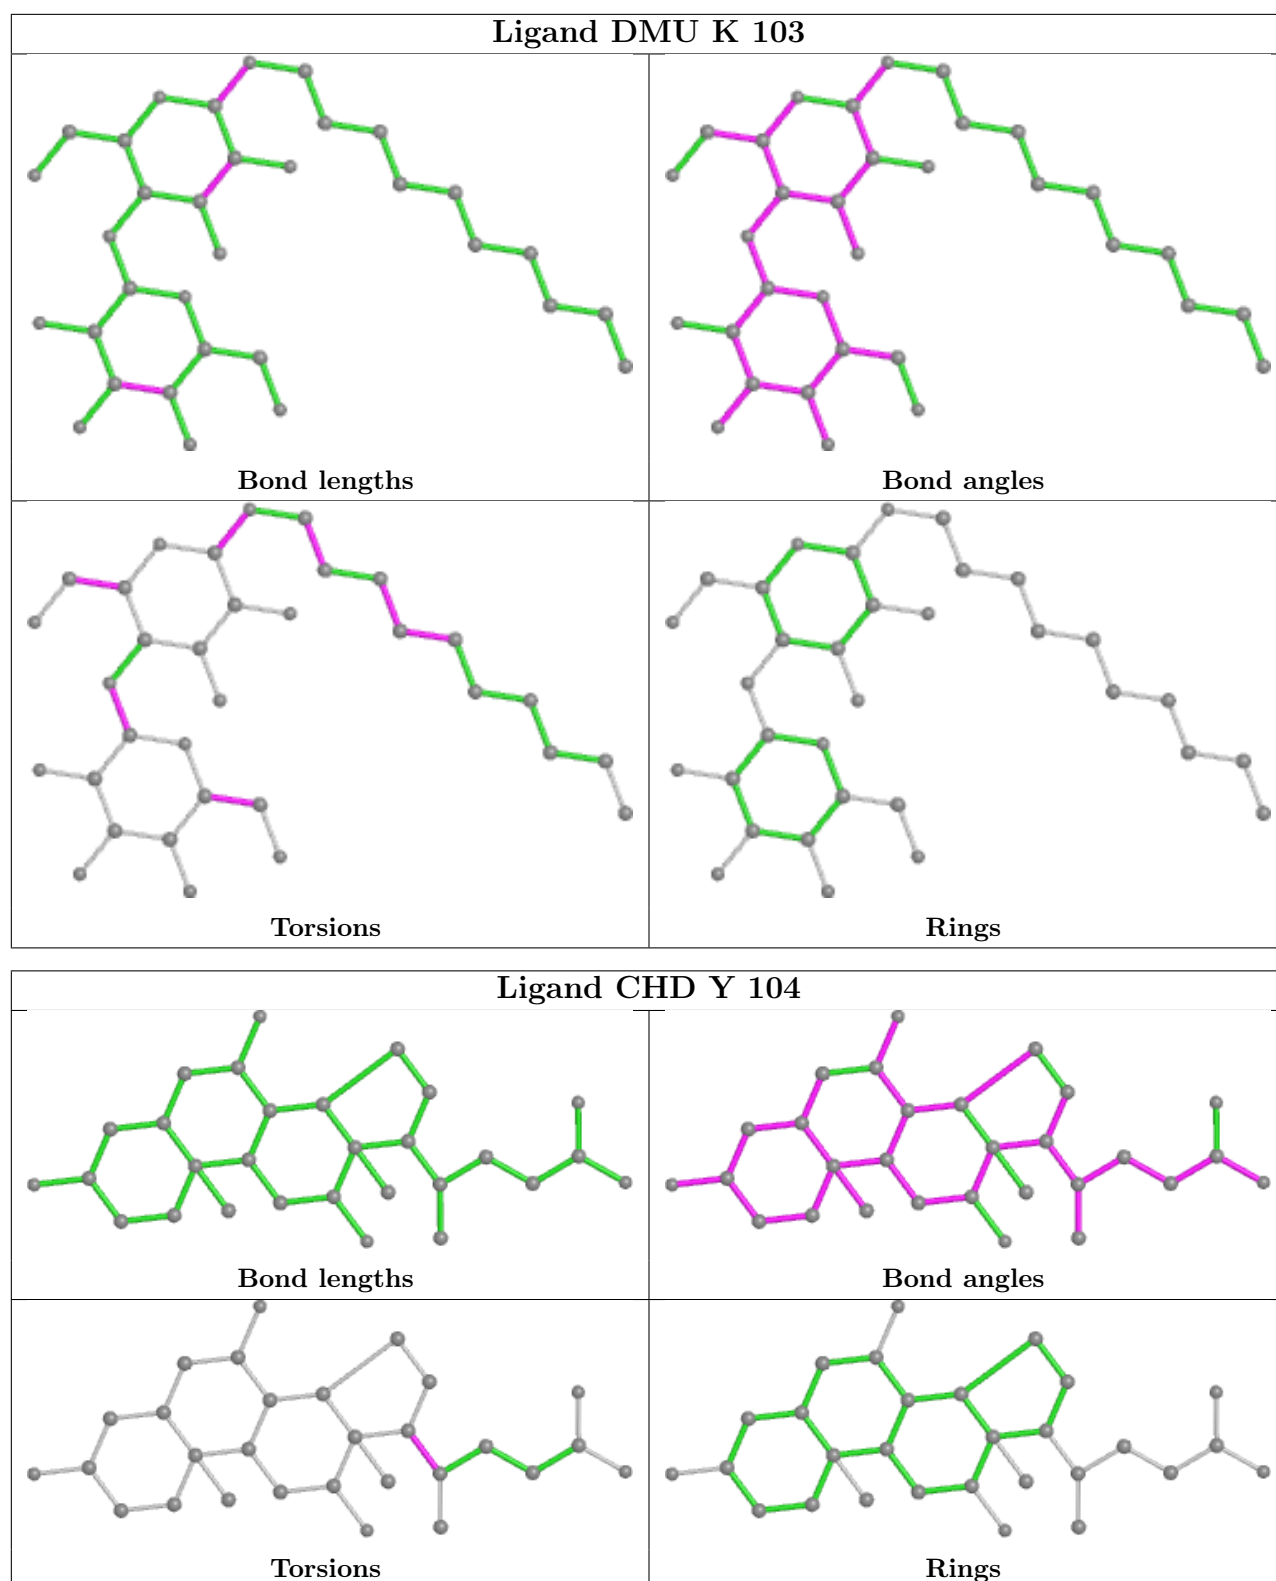 Ligand DMU K 103
Bond lengths
Bond angles
Torsions
Rings
Ligand CHD Y 104
Bond lengths
Bond angles
Torsions
Rings